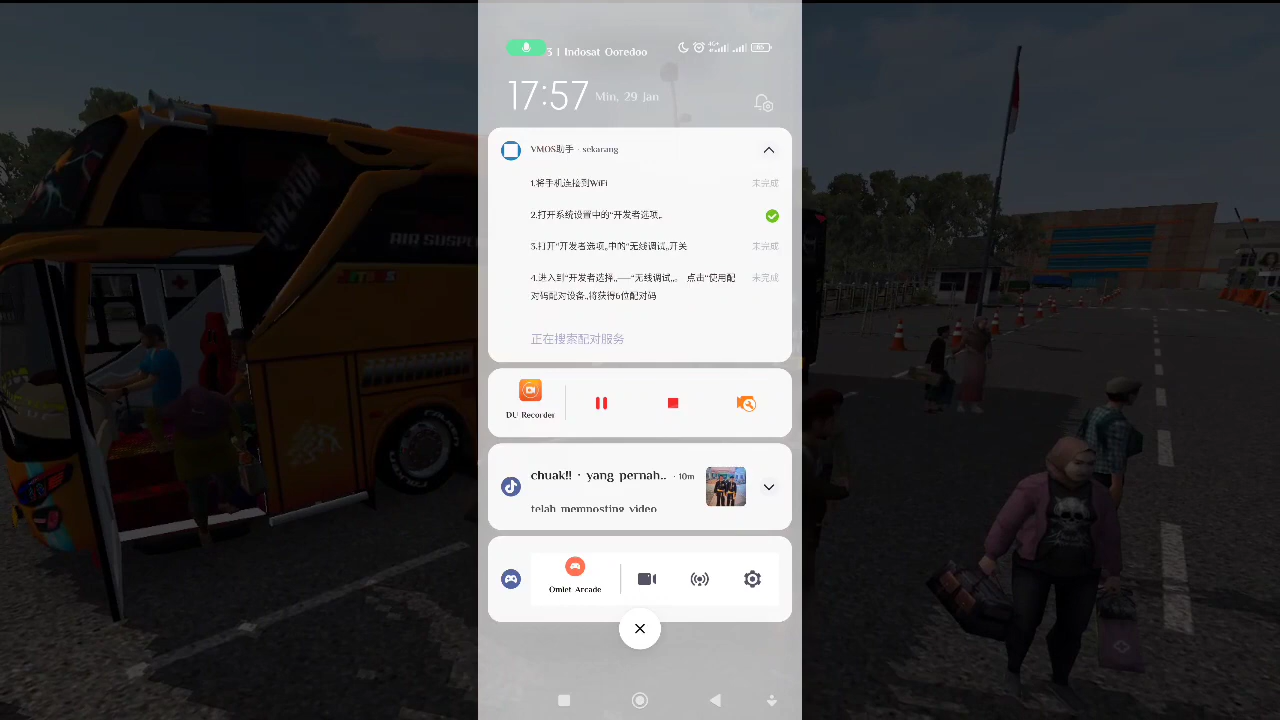 3 | Indosat Ooredoo
17:57 Min, 29 Jan
VMOS助手 · sekarang
1.将手机连接到WiFi 未完成
2.打开系统设置中的“开发者选项„
3.打开“开发者选项„中的“无线调试„开关 未完成
4.进入到“开发者选择„——“无线调试„。 点击“使用配 未完成
对码配对设备„将获得6位配对码
正在搜索配对服务
DU Recorder
chuak!! · yang pernah.. · 10m
telah memposting video
Omlet Arcade
AIR SUSPE